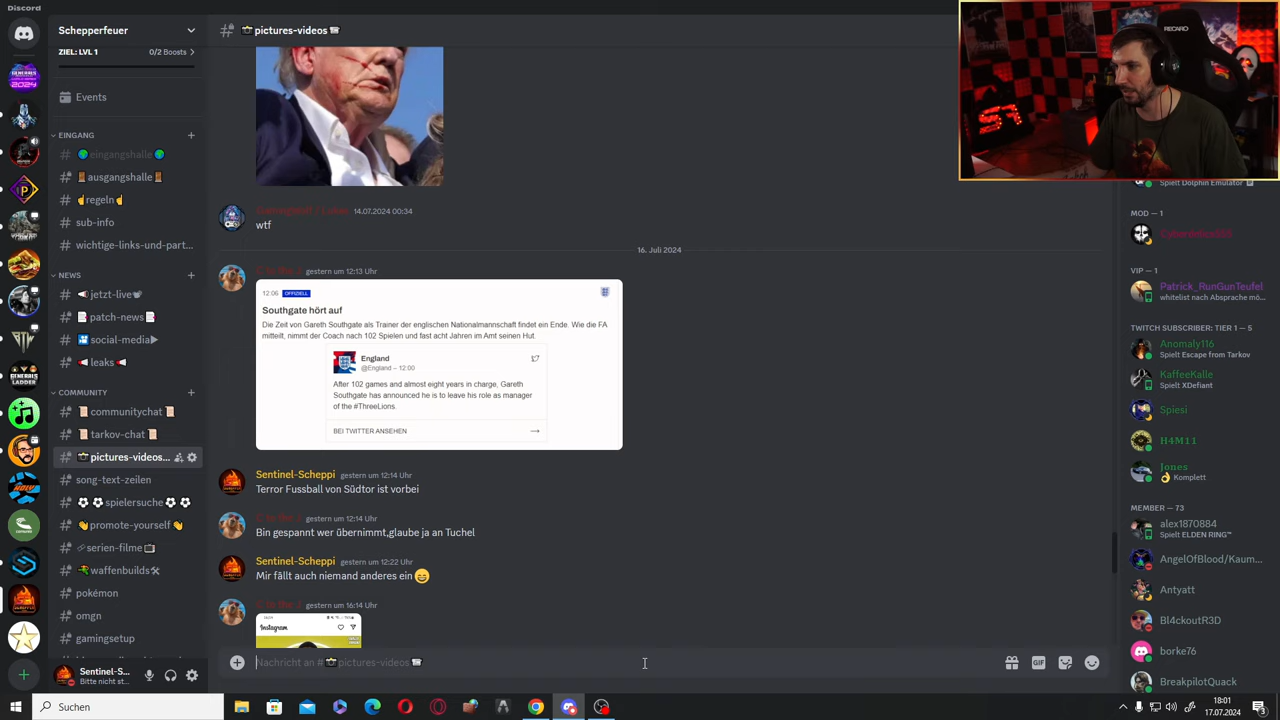 Discord
Schepperfeuer
ZIEL: LVL 1
0/2 Boosts
Events
EINGANG
eingangshalle
ausgangshalle
regeln
sub-info
wichtige-links-und-part...
NEWS
jetzt-live
patch-news
social-media
leaks
COMMUNITY
communitychat
tarkov-chat
pictures-videos...
song-text-zeilen
spielersuche
promote-yourself
serien-filme
waffenbuilds
pokémon
omgn
gamingsetup
Sentinel-S...
Bitte nicht st...
pictures-videos
14.07.2024 00:34
wtf
16. Juli 2024
gestern um 12:13 Uhr
12:06 OFFIZIELL
Southgate hört auf
Die Zeit von Gareth Southgate als Trainer der englischen Nationalmannschaft findet ein Ende. Wie die FA
mitteilt, nimmt der Coach nach 102 Spielen und fast acht Jahren im Amt seinen Hut.
England
@England – 12:00
After 102 games and almost eight years in charge, Gareth
Southgate has announced he is to leave his role as manager
of the #ThreeLions.
BEI TWITTER ANSEHEN
Sentinel-Scheppi gestern um 12:14 Uhr
Terror Fussball von Südtor ist vorbei
gestern um 12:14 Uhr
Bin gespannt wer übernimmt,glaube ja an Tuchel
Sentinel-Scheppi gestern um 12:22 Uhr
Mir fällt auch niemand anderes ein
gestern um 16:14 Uhr
Instagram
Nachricht an #pictures-videos
GIF
RECARO
Spielt Dolphin Emulator
MOD — 1
VIP — 1
Patrick_RunGunTeufel
whitelist nach Absprache mö...
TWITCH SUBSCRIBER: TIER 1 — 5
Anomaly116
Spielt Escape from Tarkov
KaffeeKalle
Spielt XDefiant
Spiesi
H4M11
Jones
Komplett
MEMBER — 73
alex1870884
Spielt ELDEN RING™
AngelOfBlood/Kaum...
Antyatt
Bl4ckoutR3D
borke76
BreakpilotQuack
Suchen
18:01
17.07.2024